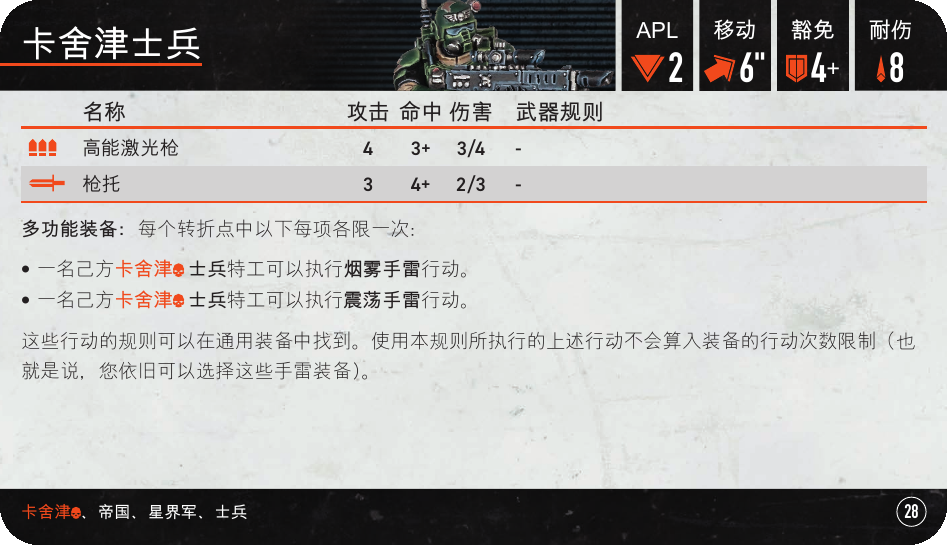 卡舍津士兵
APL 移动 豁免 耐伤
2 6" 4+ 8
名称 攻击 命中 伤害 武器规则
高能激光枪 4 3+ 3/4 -
枪托 3 4+ 2/3 -
多功能装备：每个转折点中以下每项各限一次:
• 一名己方卡舍津士兵特工可以执行烟雾手雷行动。
• 一名己方卡舍津士兵特工可以执行震荡手雷行动。
这些行动的规则可以在通用装备中找到。使用本规则所执行的上述行动不会算入装备的行动次数限制（也
就是说，您依旧可以选择这些手雷装备）。
卡舍津、帝国、星界军、士兵
28